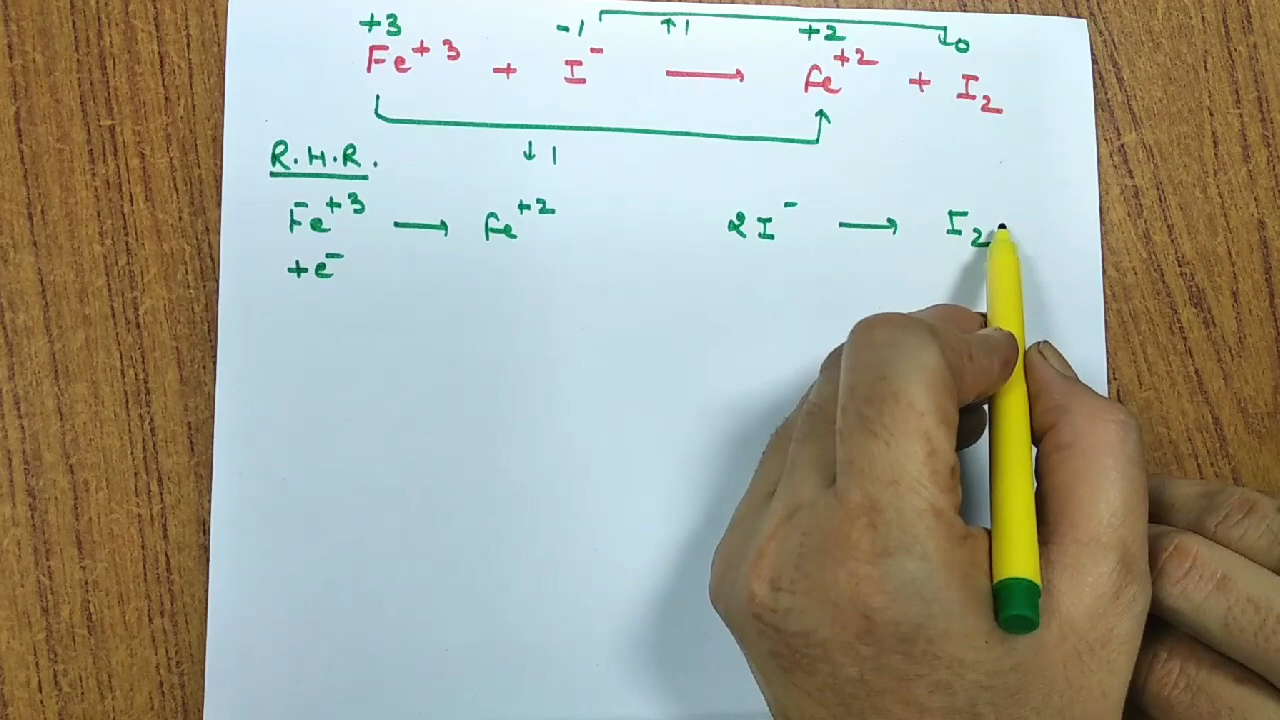 +3 -1 ↑1 +2 0
Fe⁺³ + I⁻ → Fe⁺² + I₂
↓1
R.H.R.
Fe⁺³ → Fe⁺² 2I⁻ → I₂
+e⁻